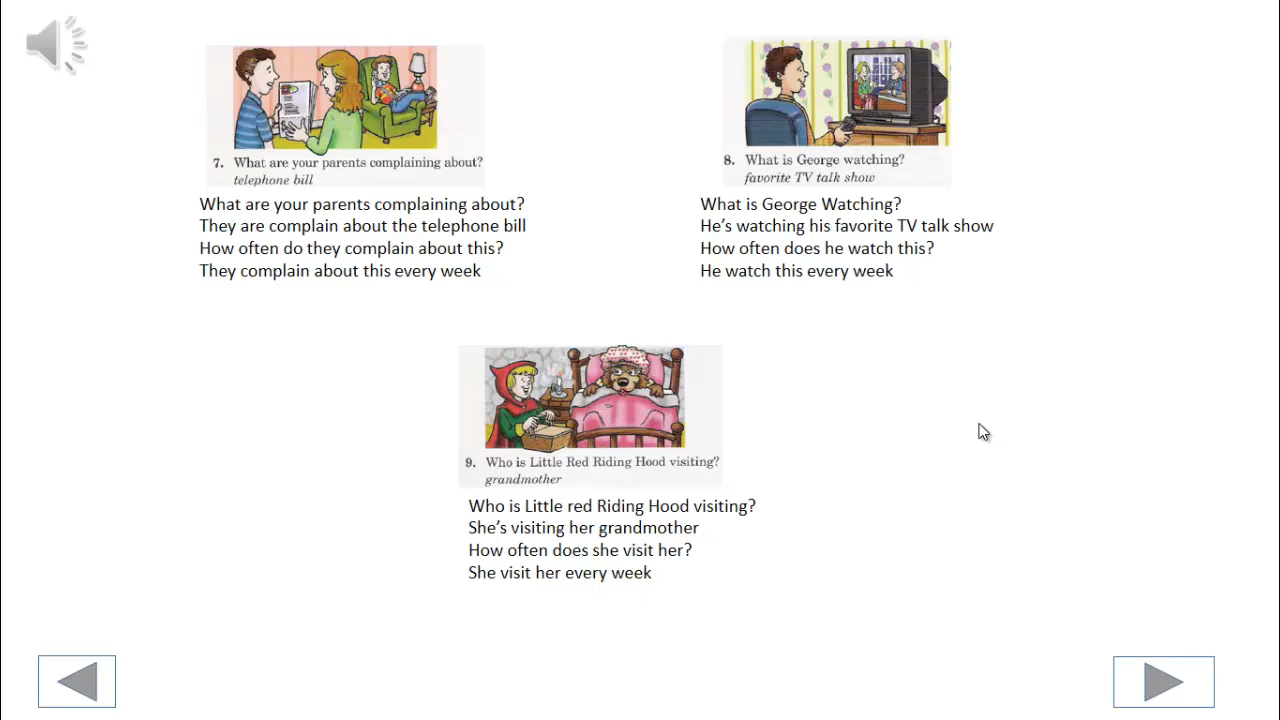 7. What are your parents complaining about?
telephone bill
What are your parents complaining about?
They are complain about the telephone bill
How often do they complain about this?
They complain about this every week
8. What is George watching?
favorite TV talk show
What is George Watching?
He's watching his favorite TV talk show
How often does he watch this?
He watch this every week
9. Who is Little Red Riding Hood visiting?
grandmother
Who is Little red Riding Hood visiting?
She's visiting her grandmother
How often does she visit her?
She visit her every week